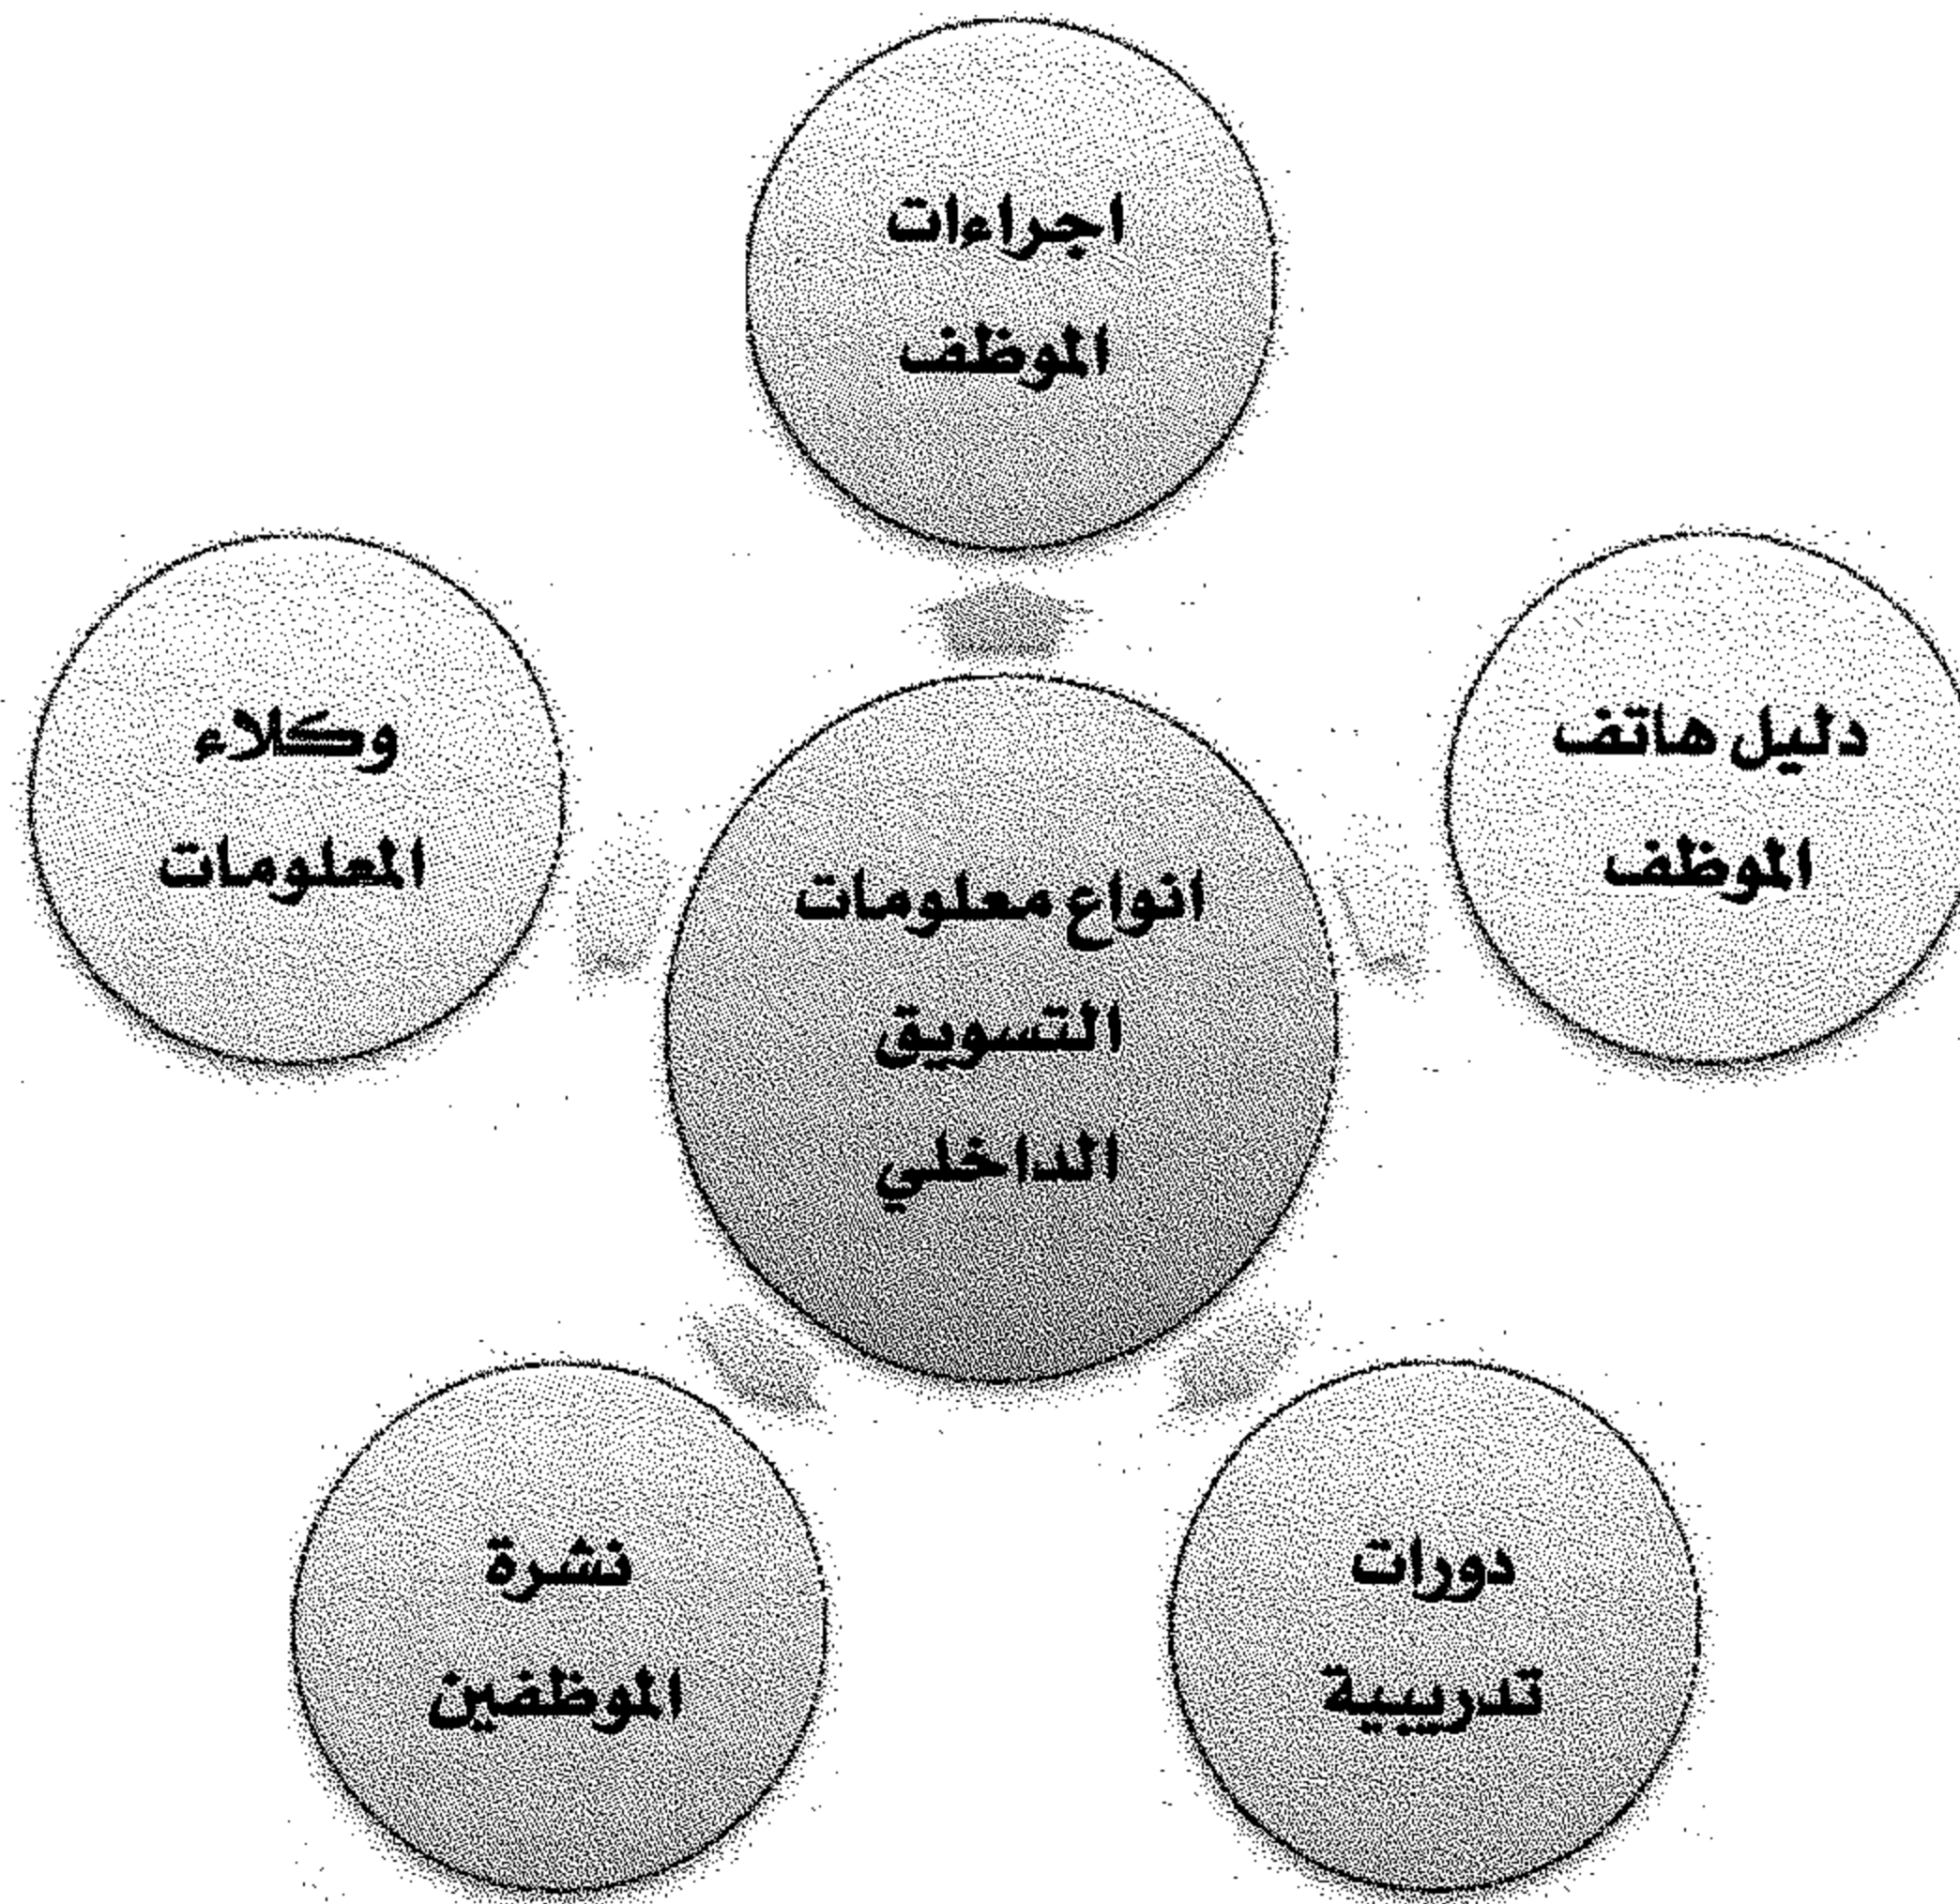 اجراءات
الموظف
دليل هاتف
الموظف
وكلاء
المعلومات
انواع معلومات
التسويق
الداخلي
دورات
تدريبية
نشرة
الموظفين